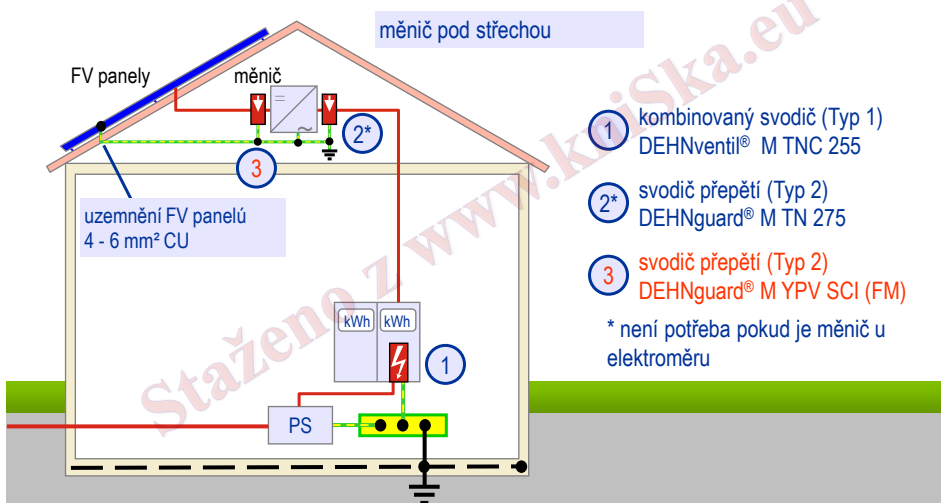 měnič pod střechou
FV panely
měnič
=
~
2*
3
uzemnění FV panelú
4 - 6 mm² CU
kWh
kWh
1
PS
1
kombinovaný svodič (Typ 1)
DEHNventil® M TNC 255
2*
svodič přepětí (Typ 2)
DEHNguard® M TN 275
3
svodič přepětí (Typ 2)
DEHNguard® M YPV SCI (FM)
* není potřeba pokud je měnič u
elektroměru
Staženo z www.kniSka.eu